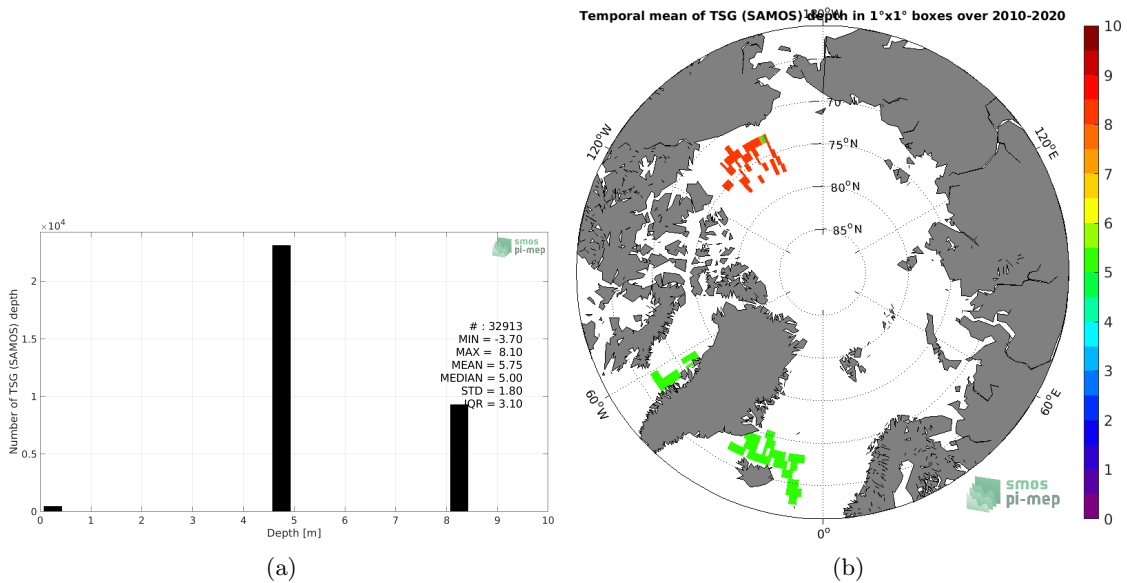 ×10⁴
2
1.5
1
0.5
0
0 1 2 3 4 5 6 7 8 9 10
Number of TSG (SAMOS) depth
Depth [m]
smos
pi-mep
# : 32913
MIN = -3.70
MAX = 8.10
MEAN = 5.75
MEDIAN = 5.00
STD = 1.80
IQR = 3.10
(a)
Temporal mean of TSG (SAMOS) depth in 1°x1° boxes over 2010-2020
180°W
120°W
120°E
60°W
60°E
0°
70°N
75°N
80°N
85°N
10
9
8
7
6
5
4
3
2
1
0
smos
pi-mep
(b)